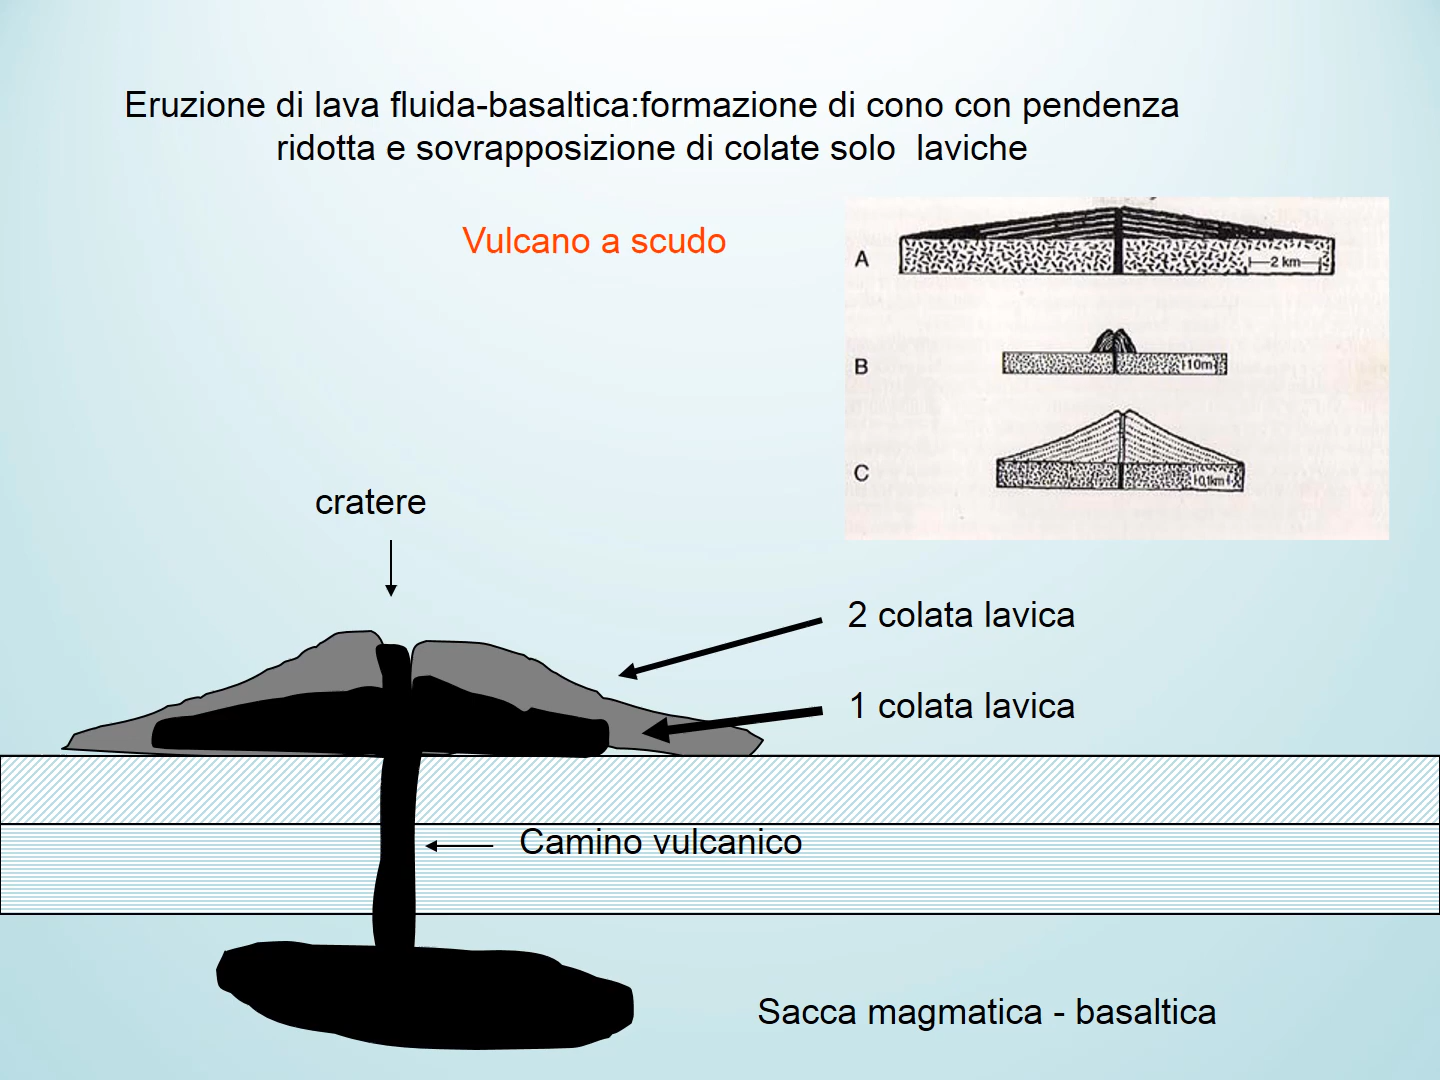 Eruzione di lava fluida-basaltica:formazione di cono con pendenza
ridotta e sovrapposizione di colate solo  laviche
Vulcano a scudo
A
2 km
B
10m
C
0,1km
cratere
2 colata lavica
1 colata lavica
Camino vulcanico
Sacca magmatica - basaltica